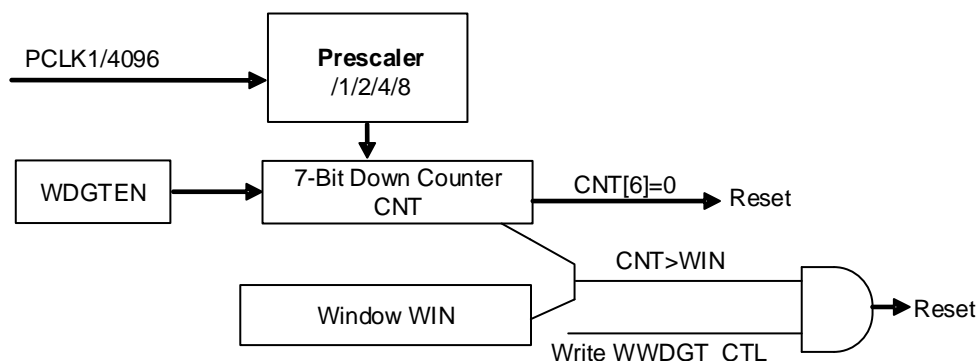 PCLK1/4096
Prescaler
/1/2/4/8
WDGTEN
7-Bit Down Counter
CNT
CNT[6]=0
Reset
CNT>WIN
Window WIN
Reset
Write WWDGT_CTL